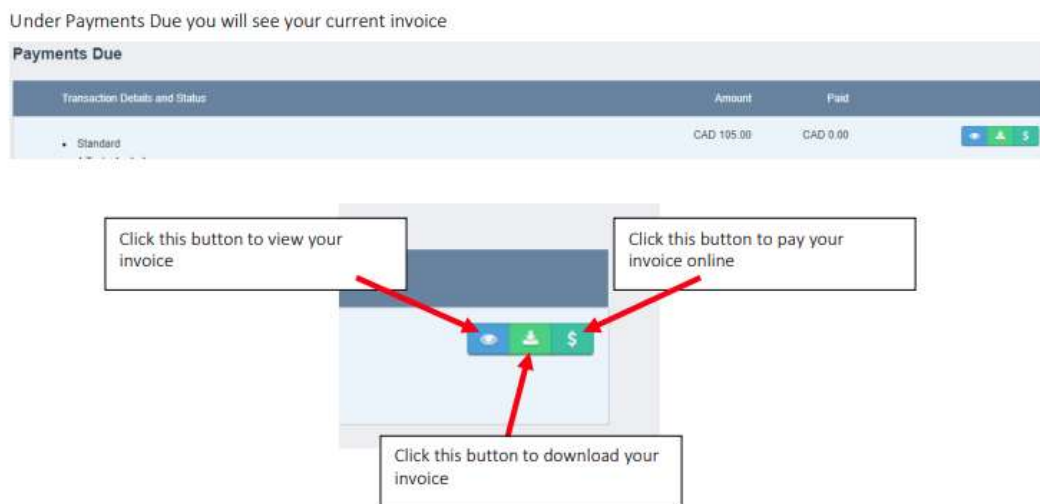 Under Payments Due you will see your current invoice
Payments Due
Transaction Details and Status Amount Paid
• Standard CAD 105.00 CAD 0.00 $
Click this button to view your
invoice
Click this button to pay your
invoice online
$
Click this button to download your
invoice